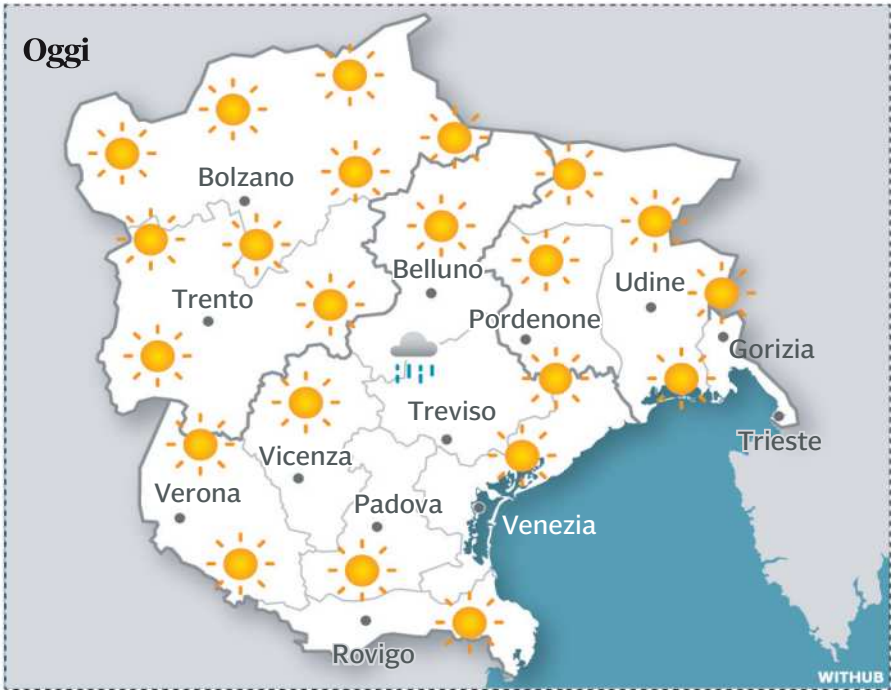 Oggi
Bolzano
Belluno
Trento
Udine
Pordenone
Gorizia
Treviso
Trieste
Vicenza
Verona
Padova
Venezia
Rovigo
WITHUB